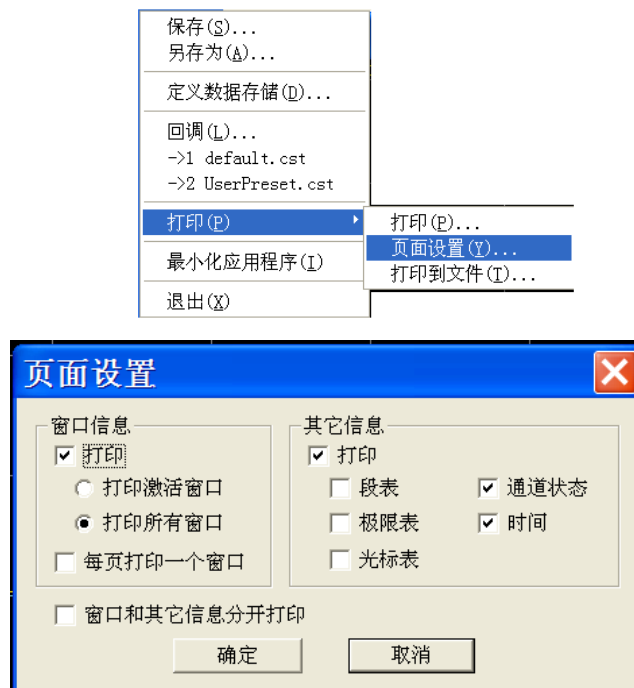 保存(S)...
另存为(A)...
定义数据存储(D)...
回调(L)...
->1 default.cst
->2 UserPreset.cst
打印(P)
打印(P)...
页面设置(Y)...
打印到文件(T)...
最小化应用程序(I)
退出(X)
页面设置
窗口信息
打印
打印激活窗口
打印所有窗口
每页打印一个窗口
其它信息
打印
段表
通道状态
极限表
时间
光标表
窗口和其它信息分开打印
确定
取消